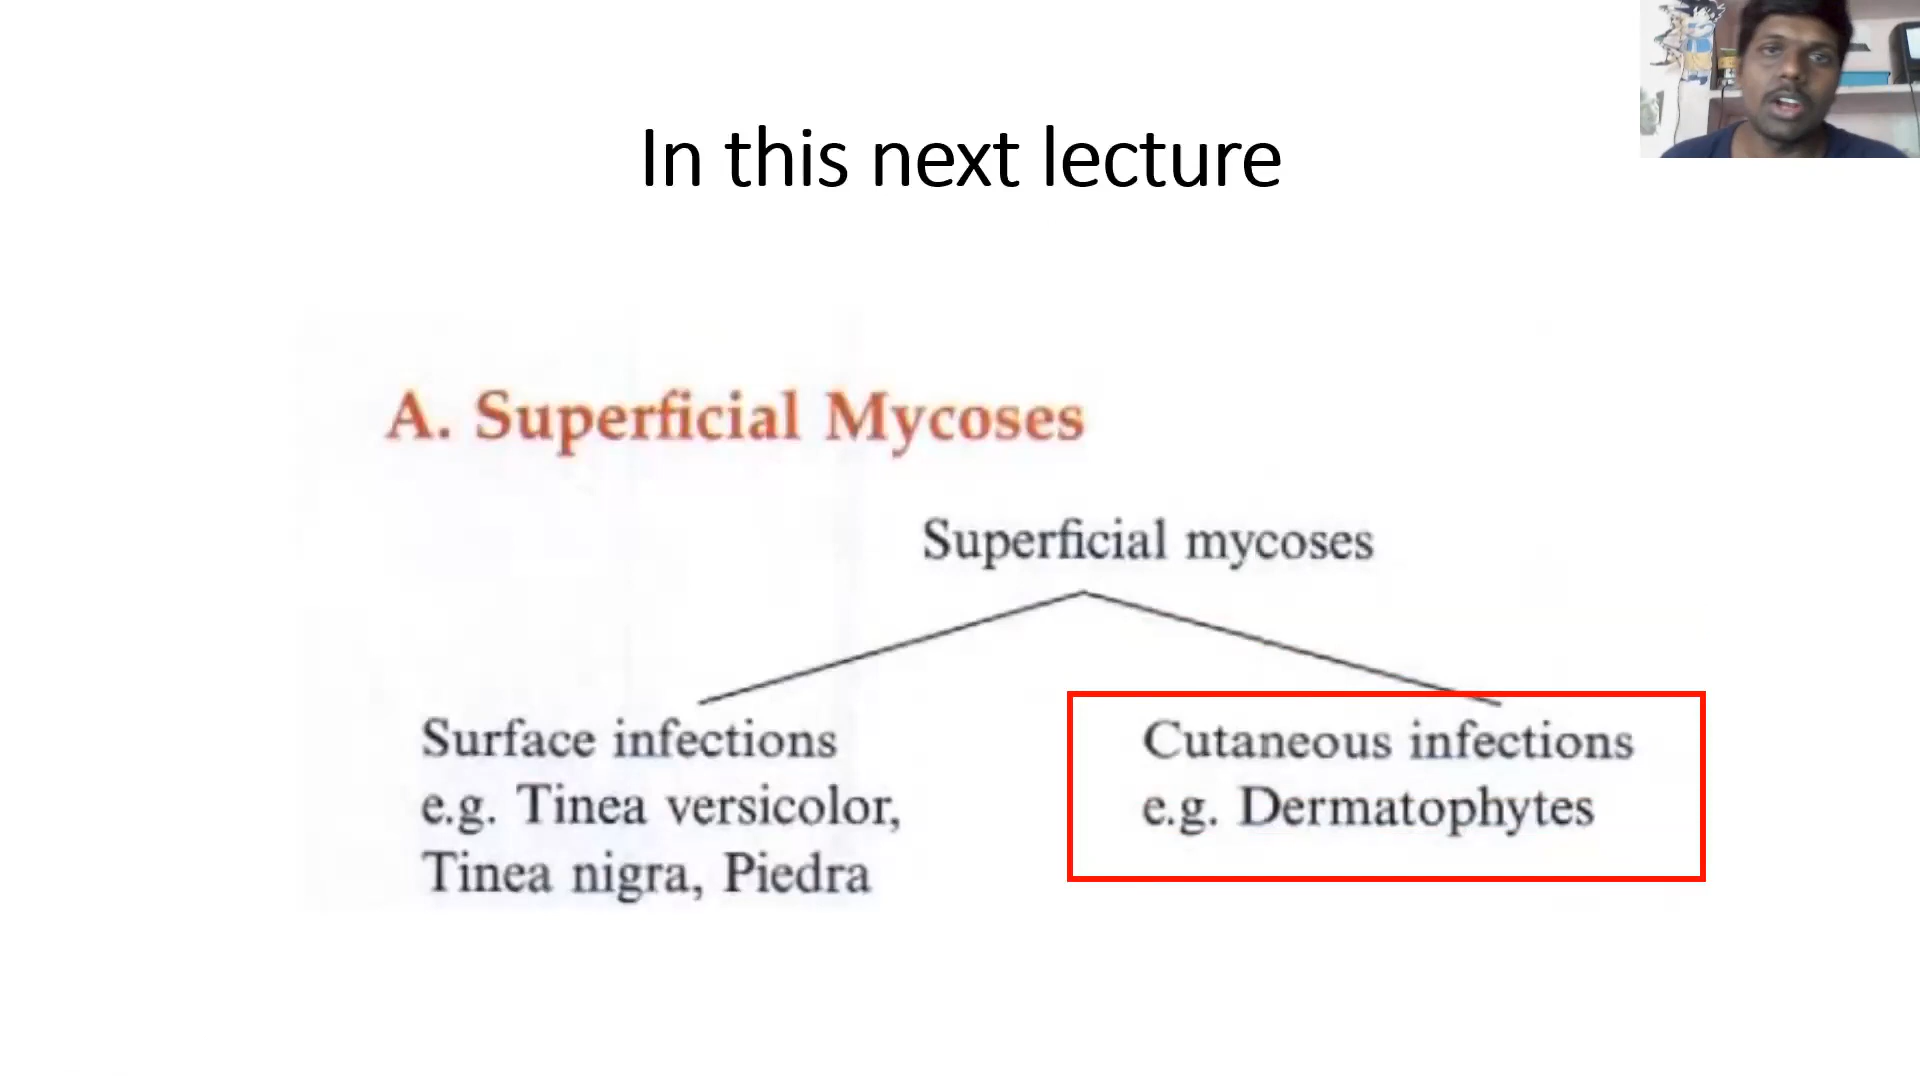 In this next lecture
A. Superficial Mycoses
Superficial mycoses
Surface infections
e.g. Tinea versicolor,
Tinea nigra, Piedra
Cutaneous infections
e.g. Dermatophytes